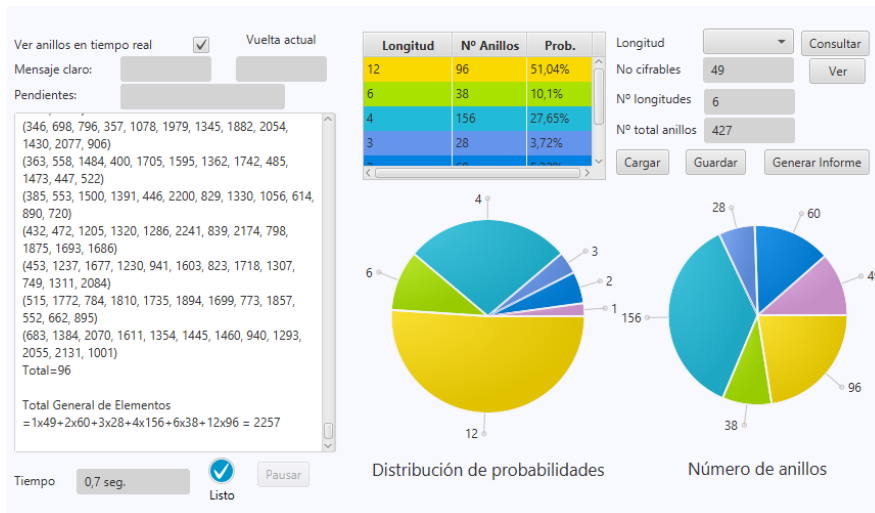 Ver anillos en tiempo real
Vuelta actual
Mensaje claro:
Pendientes:
(346, 698, 796, 357, 1078, 1979, 1345, 1882, 2054,
1430, 2077, 906)
(363, 558, 1484, 400, 1705, 1595, 1362, 1742, 485,
1473, 447, 522)
(385, 553, 1500, 1391, 446, 2200, 829, 1330, 1056, 614,
890, 720)
(432, 472, 1205, 1320, 1286, 2241, 839, 2174, 798,
1875, 1693, 1686)
(453, 1237, 1677, 1230, 941, 1603, 823, 1718, 1307,
749, 1311, 2084)
(515, 1772, 784, 1810, 1735, 1894, 1699, 773, 1857,
552, 662, 895)
(683, 1384, 2070, 1611, 1354, 1445, 1460, 940, 1293,
2055, 2131, 1001)
Total=96
Total General de Elementos
=1x49+2x60+3x28+4x156+6x38+12x96 = 2257
Tiempo
0,7 seg.
Listo
Pausar
Longitud Nº Anillos Prob.
12 96 51,04%
6 38 10,1%
4 156 27,65%
3 28 3,72%
Longitud
Consultar
No cifrables
49
Ver
Nº longitudes
6
Nº total anillos
427
Cargar
Guardar
Generar Informe
4
3
2
1
6
12
Distribución de probabilidades
28
60
156
96
38
Número de anillos